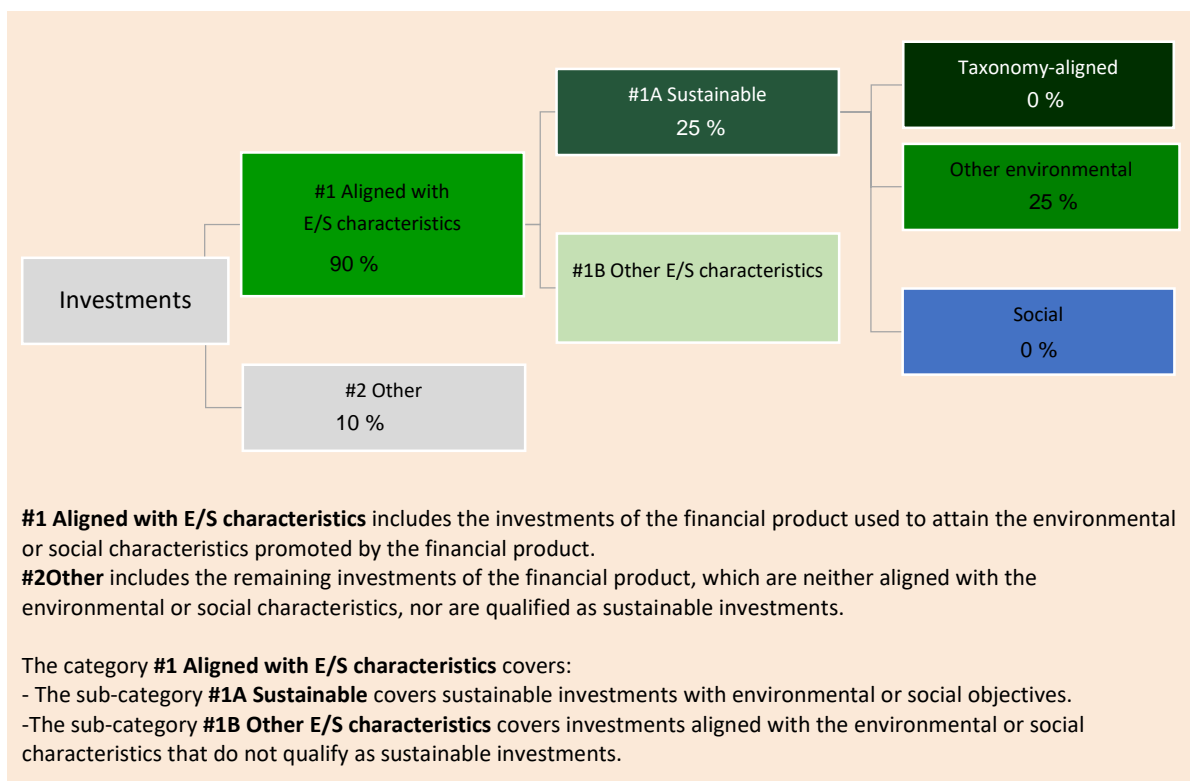 Investments
#1 Aligned with
E/S characteristics
90 %
#2 Other
10 %
#1A Sustainable
25 %
#1B Other E/S characteristics
Taxonomy-aligned
0 %
Other environmental
25 %
Social
0 %
#1 Aligned with E/S characteristics includes the investments of the financial product used to attain the environmental
or social characteristics promoted by the financial product.
#2Other includes the remaining investments of the financial product, which are neither aligned with the
environmental or social characteristics, nor are qualified as sustainable investments.
The category #1 Aligned with E/S characteristics covers:
- The sub-category #1A Sustainable covers sustainable investments with environmental or social objectives.
-The sub-category #1B Other E/S characteristics covers investments aligned with the environmental or social
characteristics that do not qualify as sustainable investments.